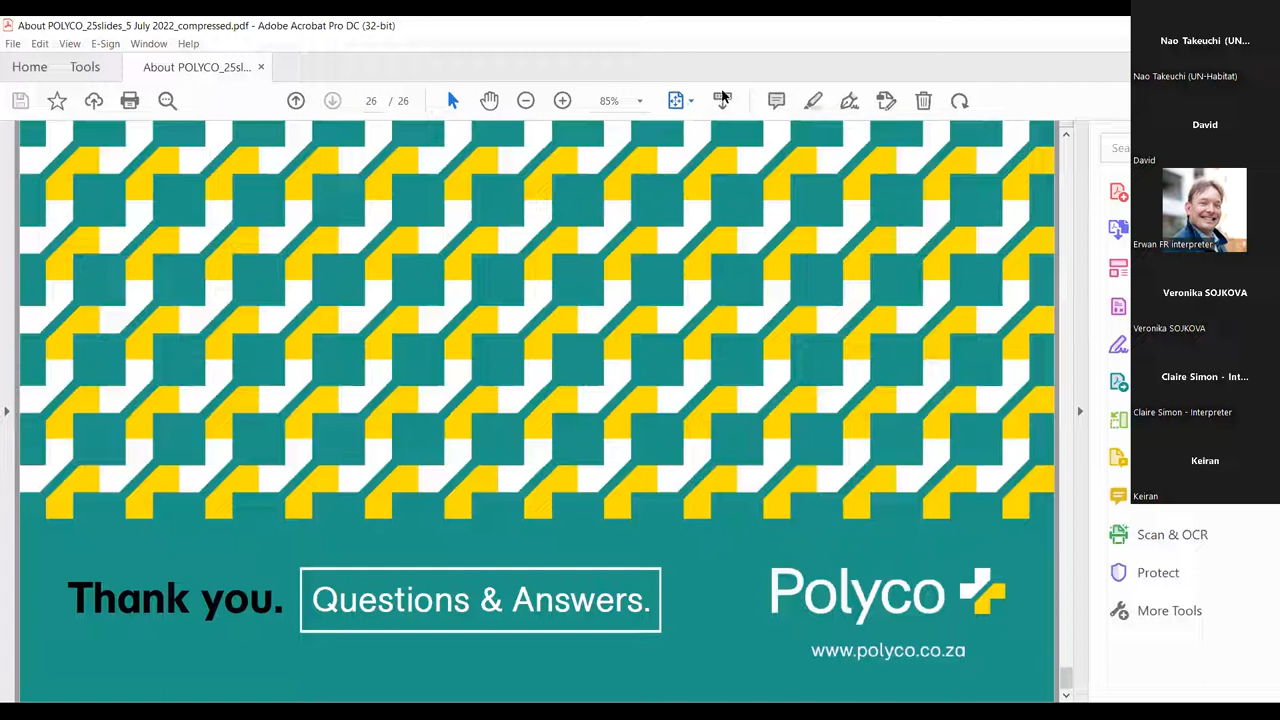 About POLYCO_25slides_5 July 2022_compressed.pdf - Adobe Acrobat Pro DC (32-bit)
File Edit View E-Sign Window Help
Home Tools About POLYCO_25sl... ×
26 / 26 85%
Sea
Thank you. Questions & Answers.
Polyco
www.polyco.co.za
Nao Takeuchi (UN...
Nao Takeuchi (UN-Habitat)
David
David
Erwan FR interpreter
Veronika SOJKOVA
Veronika SOJKOVA
Claire Simon - Int...
Claire Simon - Interpreter
Keiran
Keiran
Scan & OCR
Protect
More Tools